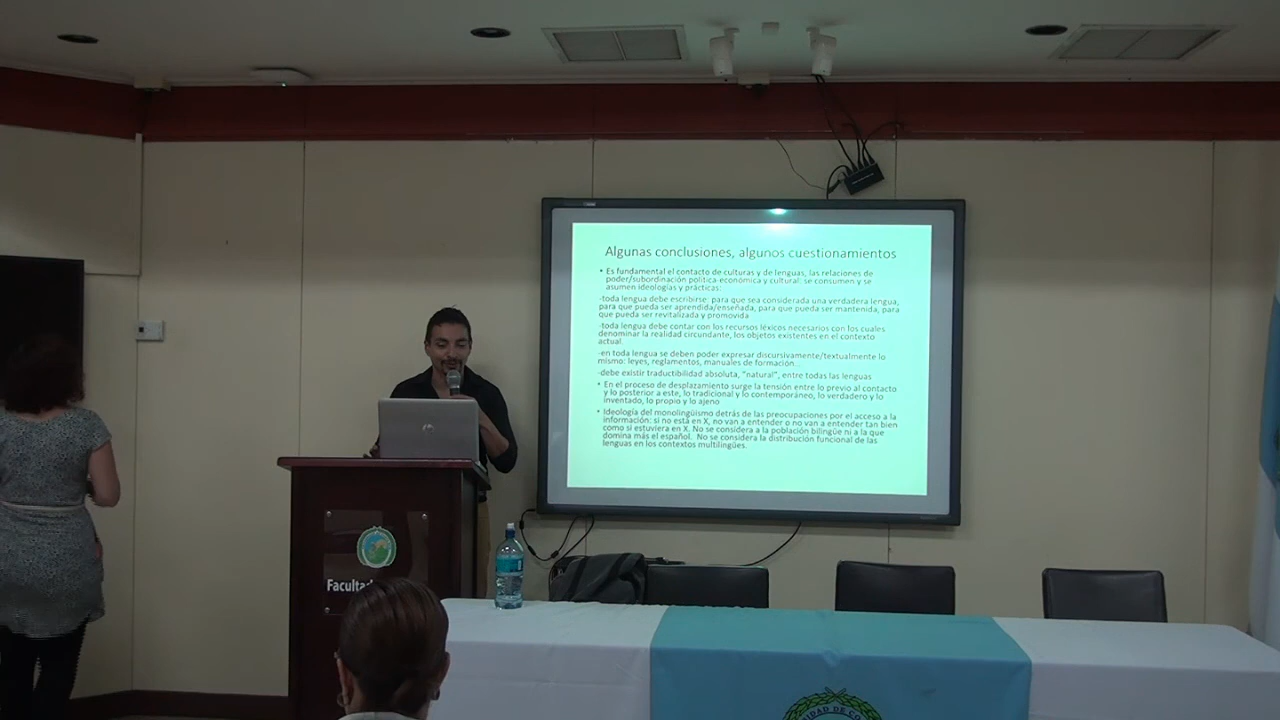 Algunas conclusiones, algunos cuestionamientos
• Es fundamental el contacto de culturas y de lenguas, las relaciones de
poder/subordinación política-económica y cultural: se consumen y se
asumen ideologías y prácticas:
-toda lengua debe escribirse: para que sea considerada una verdadera lengua,
para que pueda ser aprendida/enseñada, para que pueda ser mantenida, para
que pueda ser revitalizada y promovida
-toda lengua debe contar con los recursos léxicos necesarios con los cuales
denominar la realidad circundante, los objetos existentes en el contexto
actual
-en toda lengua se deben poder expresar discursivamente/textualmente lo
mismo: leyes, reglamentos, manuales de formación...
-debe existir traductibilidad absoluta, "natural", entre todas las lenguas
• En el proceso de desplazamiento surge la tensión entre lo previo al contacto
y lo posterior a este, lo tradicional y lo contemporáneo, lo verdadero y lo
inventado, lo propio y lo ajeno
• Ideología del monolingüismo detrás de las preocupaciones por el acceso a la
información: si no está en X, no van a entender o no van a entender tan bien
como si estuviera en X. No se considera a la población bilingüe ni a la que
domina más el español. No se considera la distribución funcional de las
lenguas en los contextos multilingües.
hp
Facultad
DAD DE CO